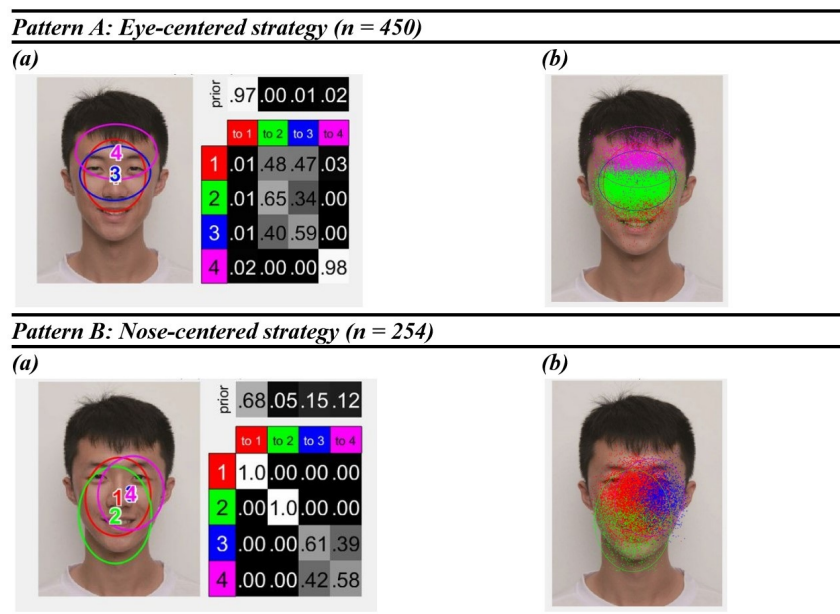 Pattern A: Eye-centered strategy (n = 450)
(a) (b)
prior .97 .00 .01 .02
to 1 to 2 to 3 to 4
1 .01 .48 .47 .03
2 .01 .65 .34 .00
3 .01 .40 .59 .00
4 .02 .00 .00 .98
4
3
Pattern B: Nose-centered strategy (n = 254)
(a) (b)
prior .68 .05 .15 .12
to 1 to 2 to 3 to 4
1 1.0 .00 .00 .00
2 .00 1.0 .00 .00
3 .00 .00 .61 .39
4 .00 .00 .42 .58
1 4
2